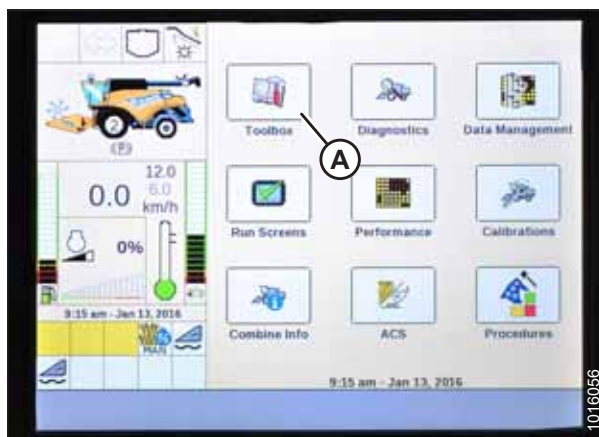 Toolbox
Diagnostics
Data Management
A
2
(P)
12.0
6.0
0.0
km/h
0%
Run Screens
Performance
Calibrations
9:15 am - Jan 13, 2016
MAN
Combine Info
ACS
Procedures
9:15 am - Jan 13, 2016
1016056